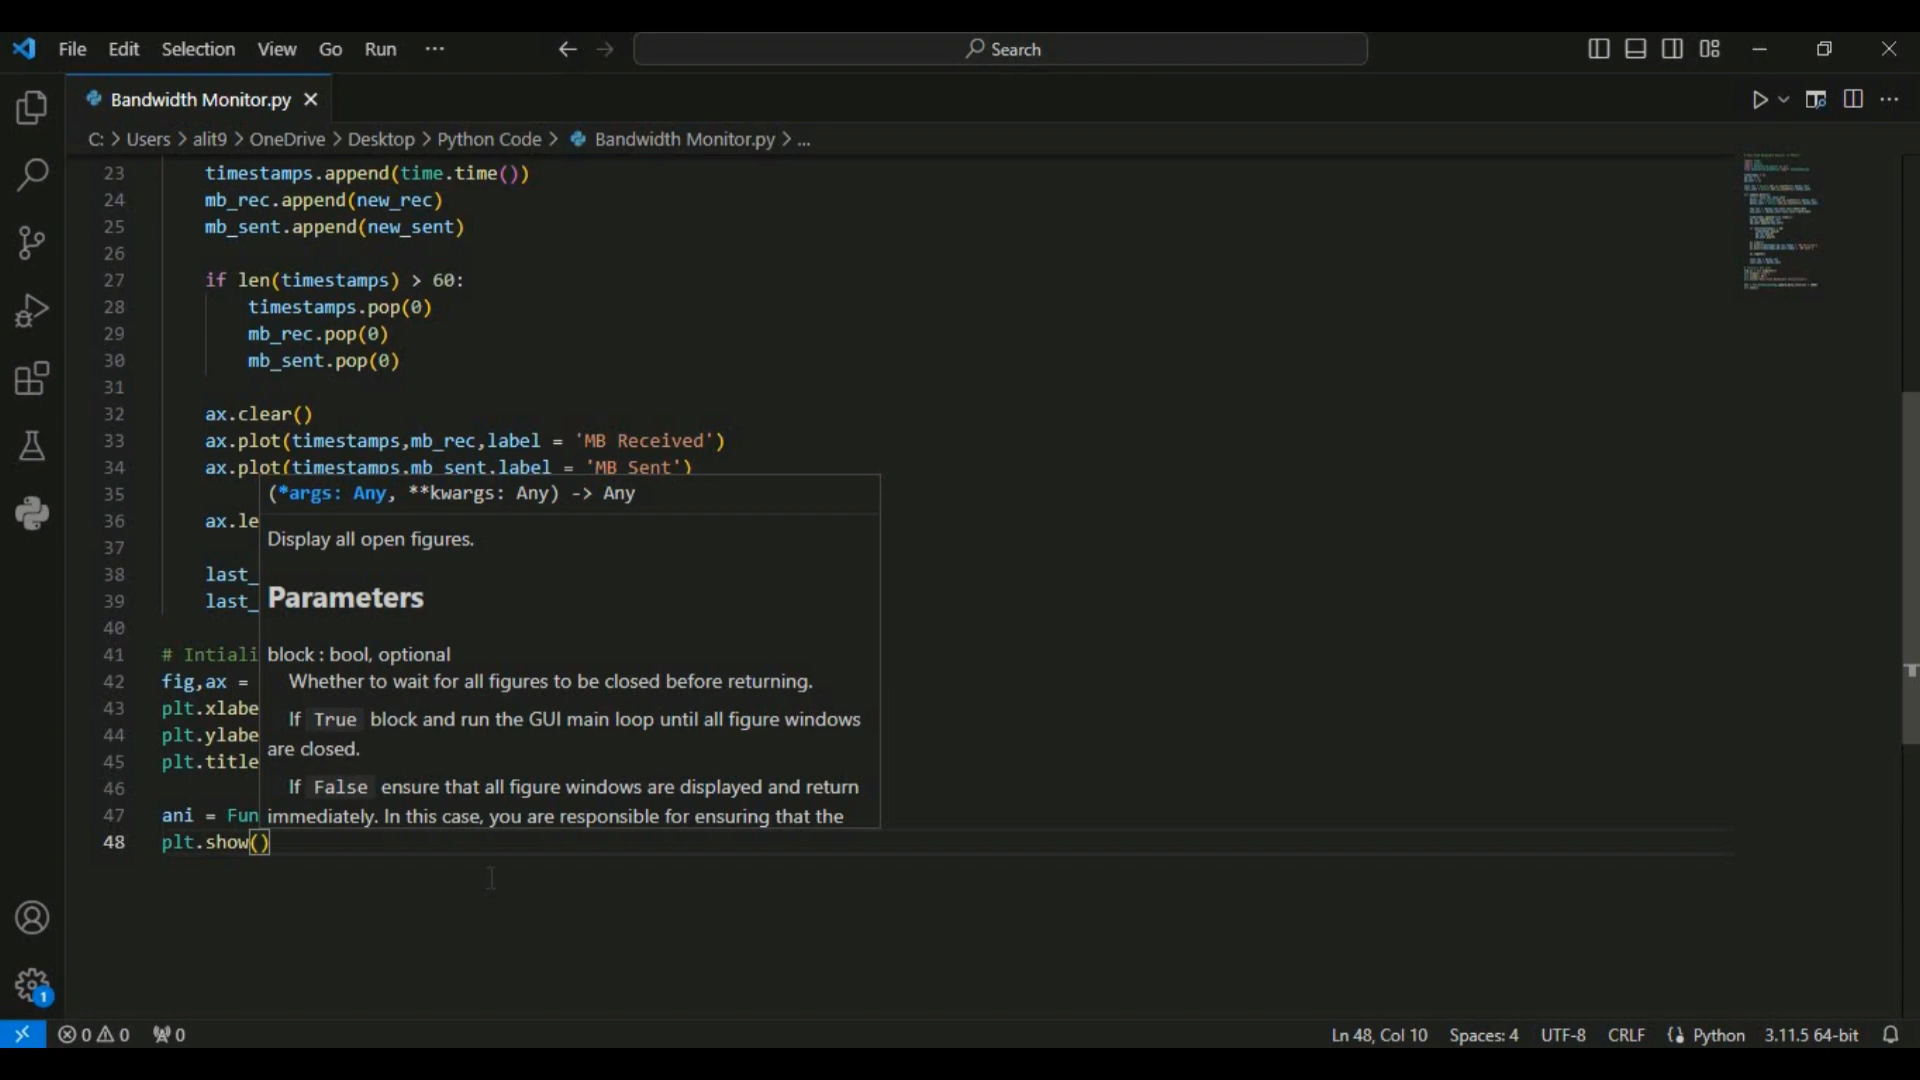 File Edit Selection View Go Run ··· Search
Bandwidth Monitor.py
C: > Users > alit9 > OneDrive > Desktop > Python Code > Bandwidth Monitor.py > ...
23 timestamps.append(time.time())
24 mb_rec.append(new_rec)
25 mb_sent.append(new_sent)
26
27 if len(timestamps) > 60:
28 timestamps.pop(0)
29 mb_rec.pop(0)
30 mb_sent.pop(0)
31
32 ax.clear()
33 ax.plot(timestamps,mb_rec,label = 'MB Received')
34 ax.plot(timestamps,mb_sent,label = 'MB Sent')
35
36 ax.le
37
38 last_
39 last_
40
41 # Intiali
42 fig,ax =
43 plt.xlabe
44 plt.ylabe
45 plt.title
46
47 ani = Fun
48 plt.show()
(*args: Any, **kwargs: Any) -> Any
Display all open figures.
Parameters
block : bool, optional
Whether to wait for all figures to be closed before returning.
If True block and run the GUI main loop until all figure windows
are closed.
If False ensure that all figure windows are displayed and return
immediately. In this case, you are responsible for ensuring that the
1
0 0 0 Ln 48, Col 10 Spaces: 4 UTF-8 CRLF Python 3.11.5 64-bit